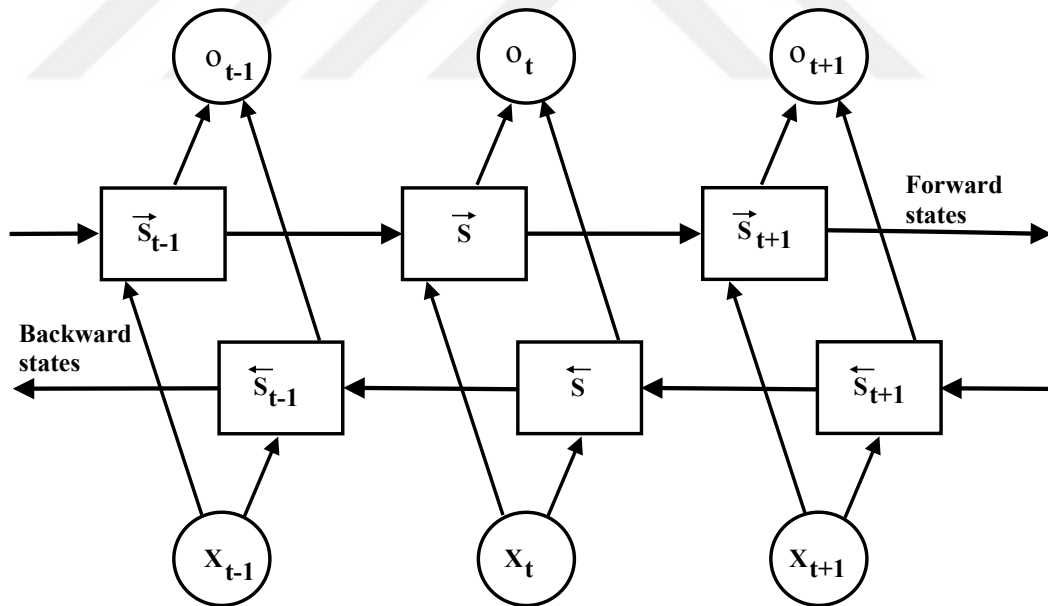 o t-1
o t
o t+1
→S t-1
→S
→S t+1
Forward
states
Backward
states
←S t-1
←S
←S t+1
X t-1
X t
X t+1